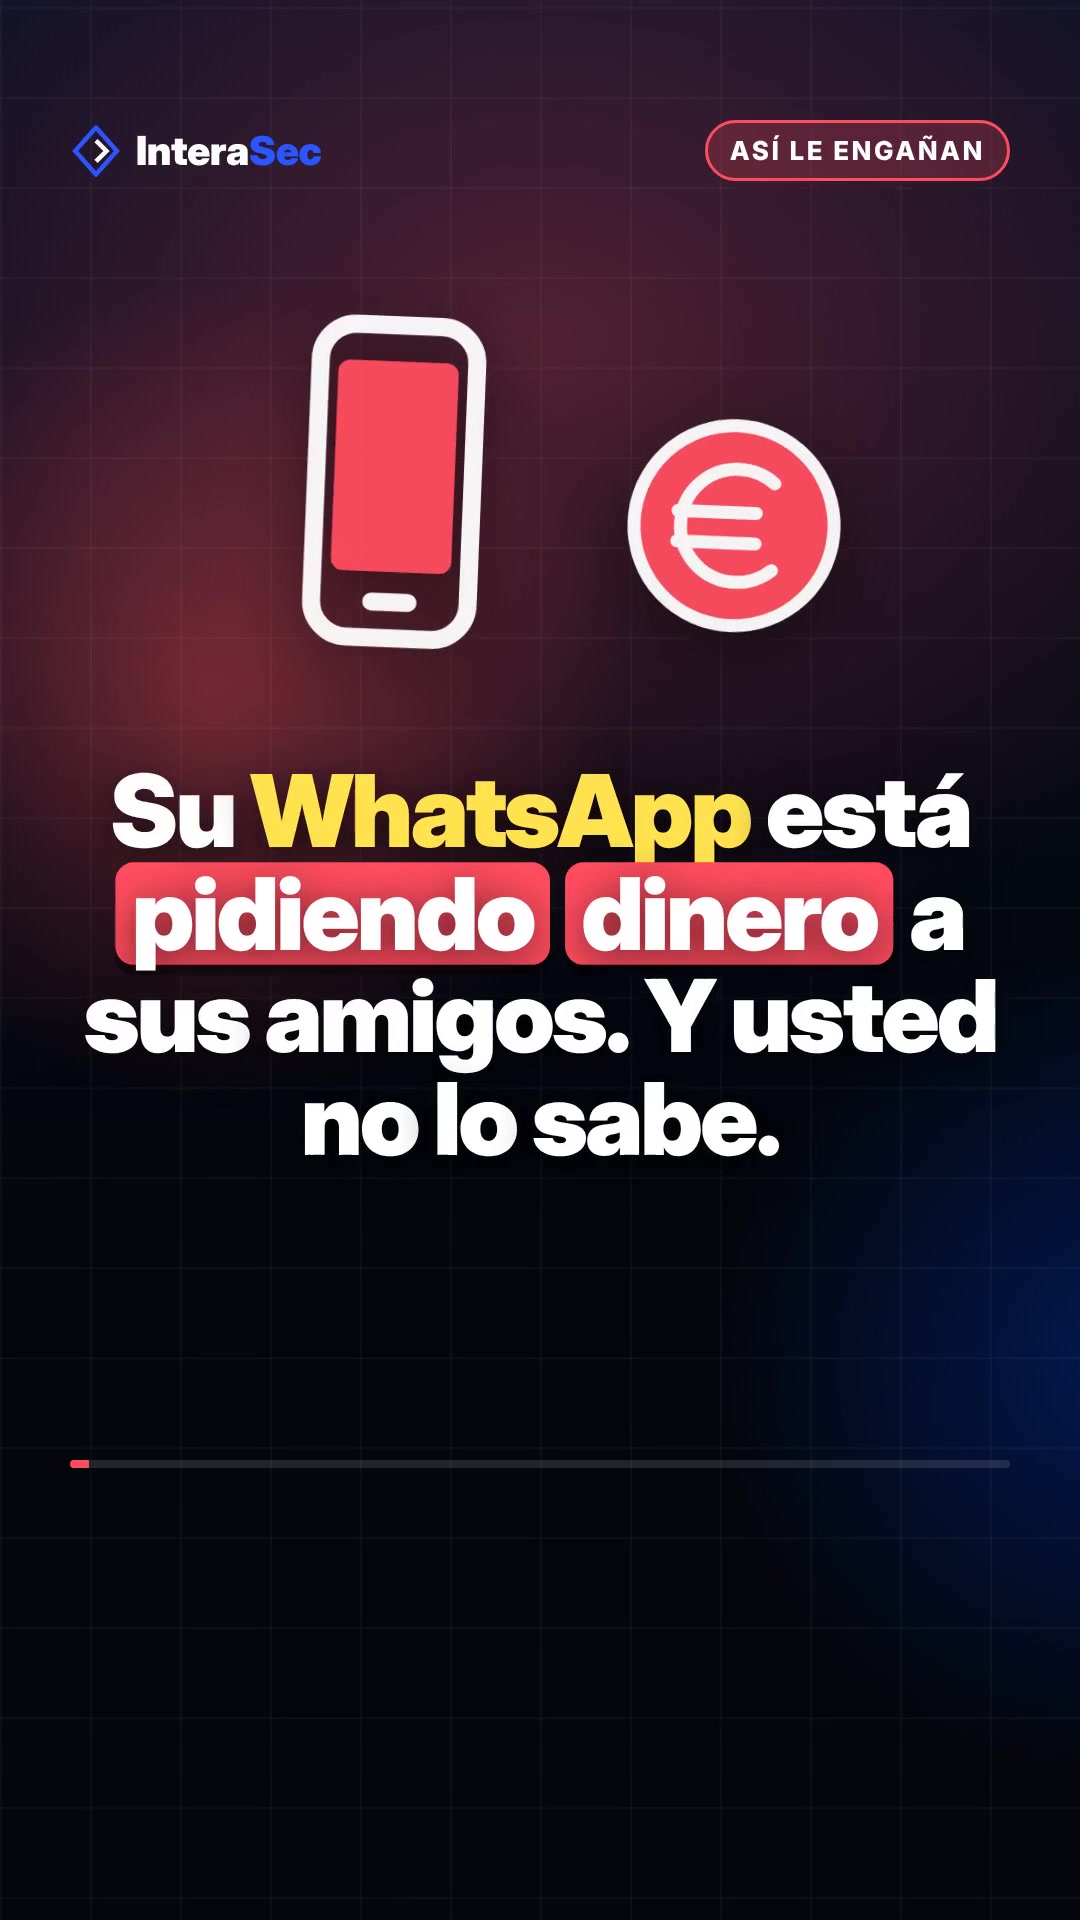 InteraSec
ASÍ LE ENGAÑAN
€
Su WhatsApp está
pidiendo dinero a
sus amigos. Y usted
no lo sabe.